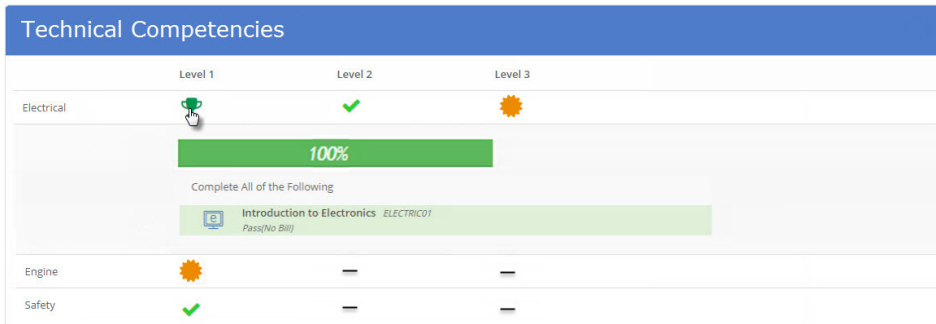 Technical Competencies
Level 1 Level 2 Level 3
Electrical
100%
Complete All of the Following
e Introduction to Electronics ELECTRIC01
Pass(No Bill)
Engine
Safety